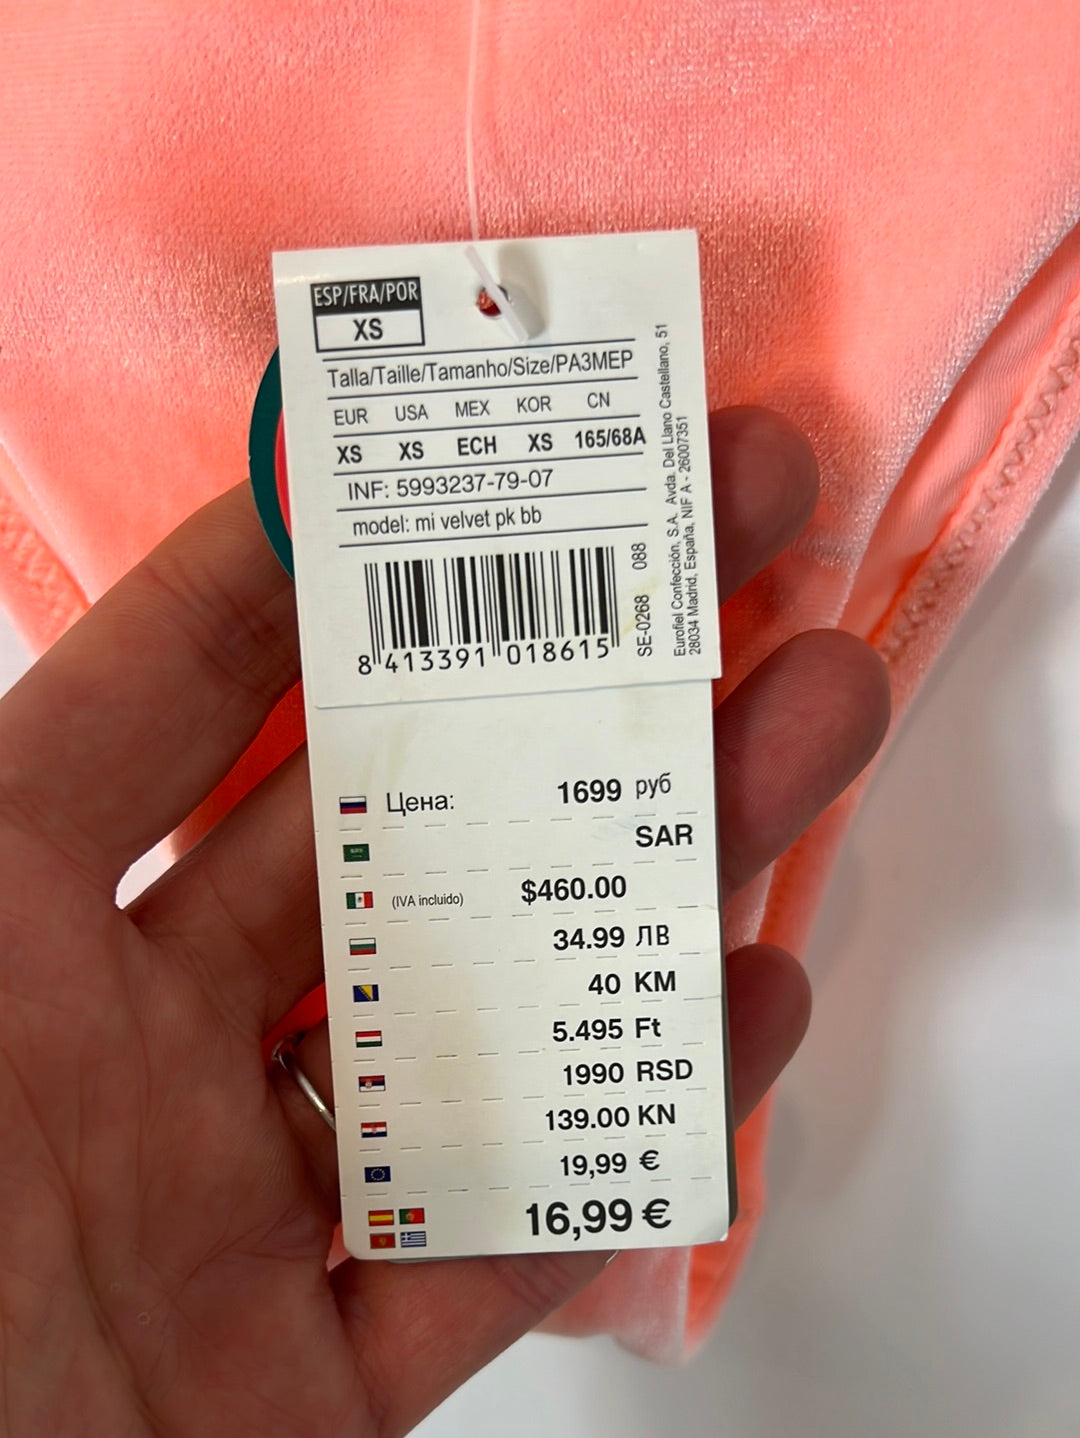 ESP/FRA/POR
XS
Talla/Taille/Tamanho/Size/РАЗМЕР
EUR USA MEX KOR CN
XS XS ECH XS 165/68A
INF: 5993237-79-07
model: mi velvet pk bb
8 413391 018615
SE-0268 088
Eurofiel Confección, S.A. Avda. Del Llano Castellano, 51
28034 Madrid, España, NIF A - 26007351
Цена: 1699 руб
SAR
(IVA incluido) $460.00
34.99 ЛВ
40 KM
5.495 Ft
1990 RSD
139.00 KN
19,99 €
16,99 €